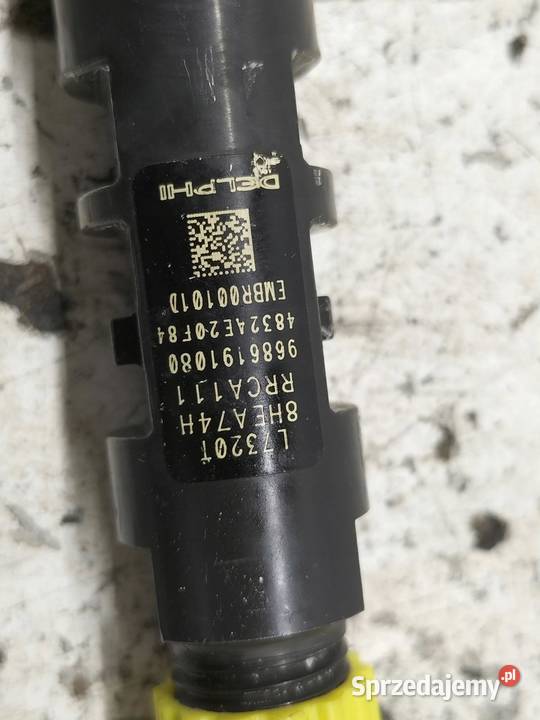 L7320T
8HEA74H
RRCA111
9686191080
4832AE20F84
EMBR00101D
DELPHI
Sprzedajemy.pl